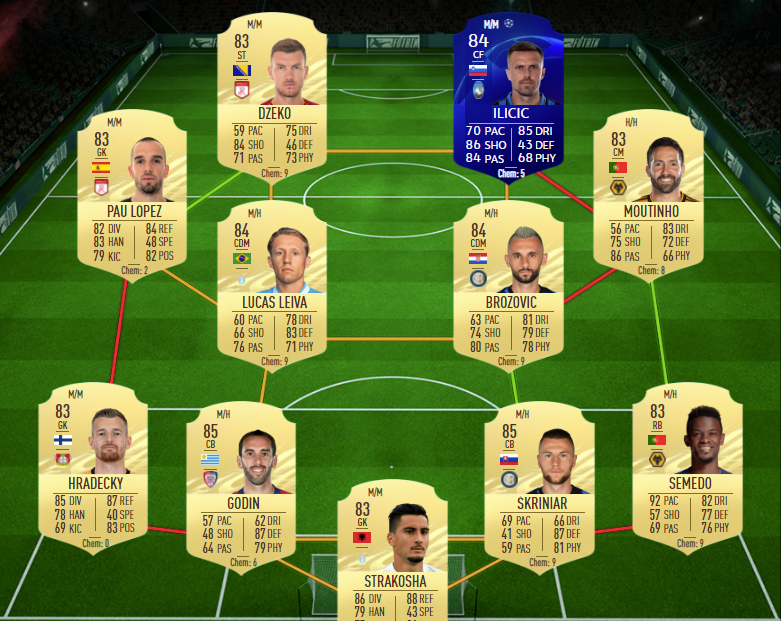 M/M
83
ST
DZEKO
59 PAC 75 DRI
84 SHO 46 DEF
71 PAS 73 PHY
Chem: 9
M/M
84
CF
ILICIC
70 PAC 85 DRI
86 SHO 43 DEF
84 PAS 68 PHY
Chem: 5
M/M
83
GK
PAU LOPEZ
82 DIV 84 REF
83 HAN 48 SPE
79 KIC 82 POS
Chem: 2
H/H
83
CM
MOUTINHO
56 PAC 83 DRI
75 SHO 72 DEF
86 PAS 66 PHY
Chem: 8
M/H
84
CDM
LUCAS LEIVA
60 PAC 78 DRI
66 SHO 83 DEF
76 PAS 71 PHY
Chem: 9
M/H
84
CDM
BROZOVIC
63 PAC 81 DRI
74 SHO 79 DEF
80 PAS 78 PHY
Chem: 9
M/M
83
GK
HRADECKY
85 DIV 87 REF
78 HAN 40 SPE
69 KIC 83 POS
Chem: 0
M/H
85
CB
GODIN
57 PAC 62 DRI
48 SHO 87 DEF
64 PAS 79 PHY
Chem: 6
M/H
85
CB
SKRINIAR
69 PAC 66 DRI
41 SHO 87 DEF
59 PAS 81 PHY
Chem: 9
M/H
83
RB
SEMEDO
92 PAC 82 DRI
57 SHO 77 DEF
69 PAS 76 PHY
Chem: 9
M/M
83
GK
STRAKOSHA
86 DIV 88 REF
79 HAN 43 SPE